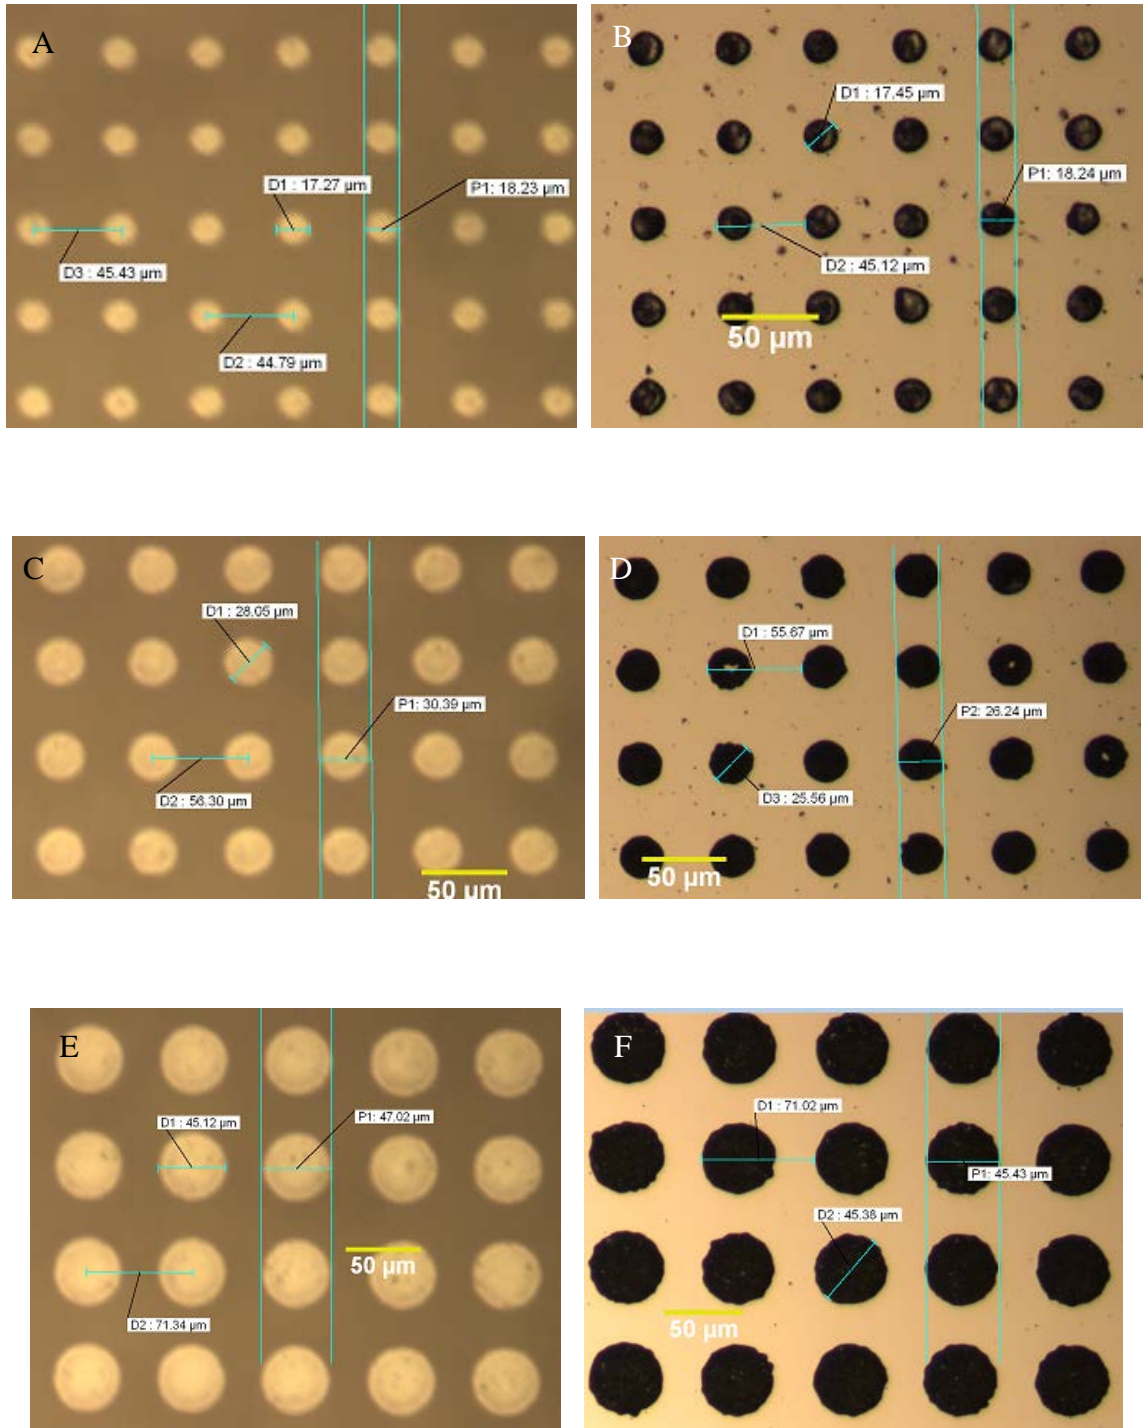 A
D1 : 17.27 µm
P1: 18.23 µm
D3 : 45.43 µm
D2 : 44.79 µm
B
D1 : 17.45 µm
P1 : 18.24 µm
D2 : 45.12 µm
50 µm
C
D1 : 28.05 µm
P1 : 30.39 µm
D2 : 56.30 µm
50 µm
D
D1 : 55.67 µm
P2: 26.24 µm
D3 : 25.56 µm
50 µm
E
D1 : 45.12 µm
P1: 47.02 µm
50 µm
D2 : 71.34 µm
F
D1 : 71.02 µm
P1 : 45.43 µm
D2 : 45.38 µm
50 µm